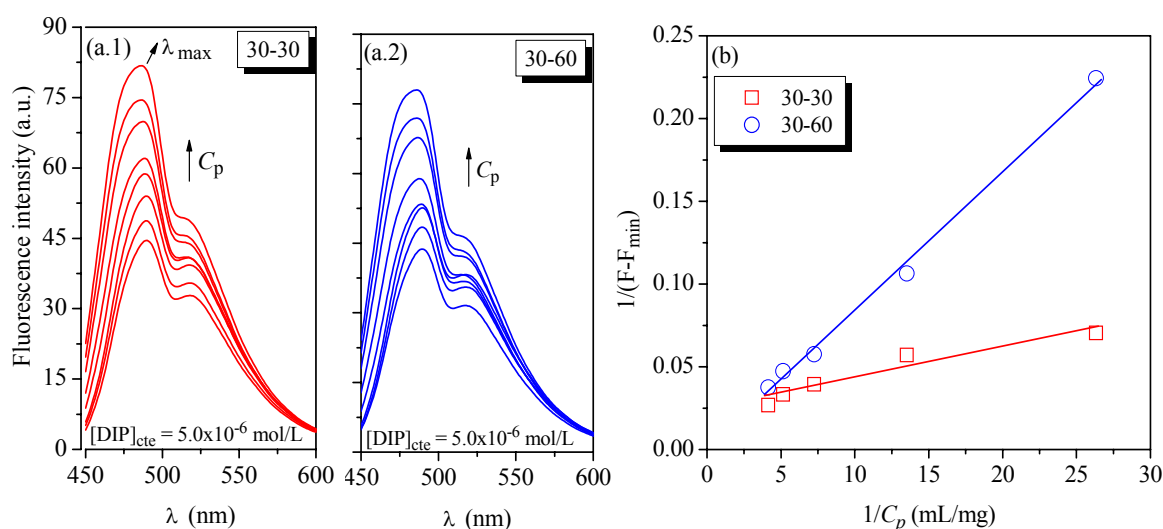 (a.1)
λmax
30-30
Cp
[DIP]cte = 5.0x10-6 mol/L
Fluorescence intensity (a.u.)
90
75
60
45
30
15
0
450 500 550 600
λ (nm)
(a.2)
30-60
Cp
[DIP]cte = 5.0x10-6 mol/L
450 500 550 600
λ (nm)
(b)
30-30
30-60
1/(F-Fmin)
0.25
0.20
0.15
0.10
0.05
0.00
0 5 10 15 20 25 30
1/Cp (mL/mg)